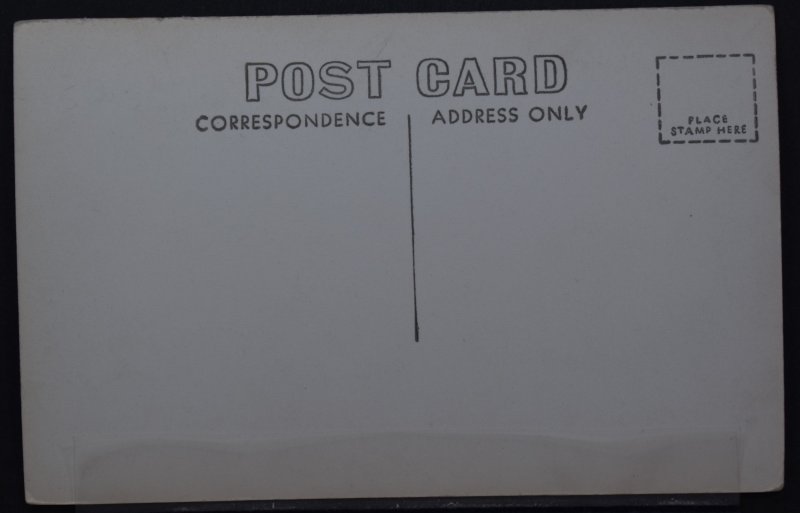 POST CARD
CORRESPONDENCE
ADDRESS ONLY
PLACE
STAMP HERE